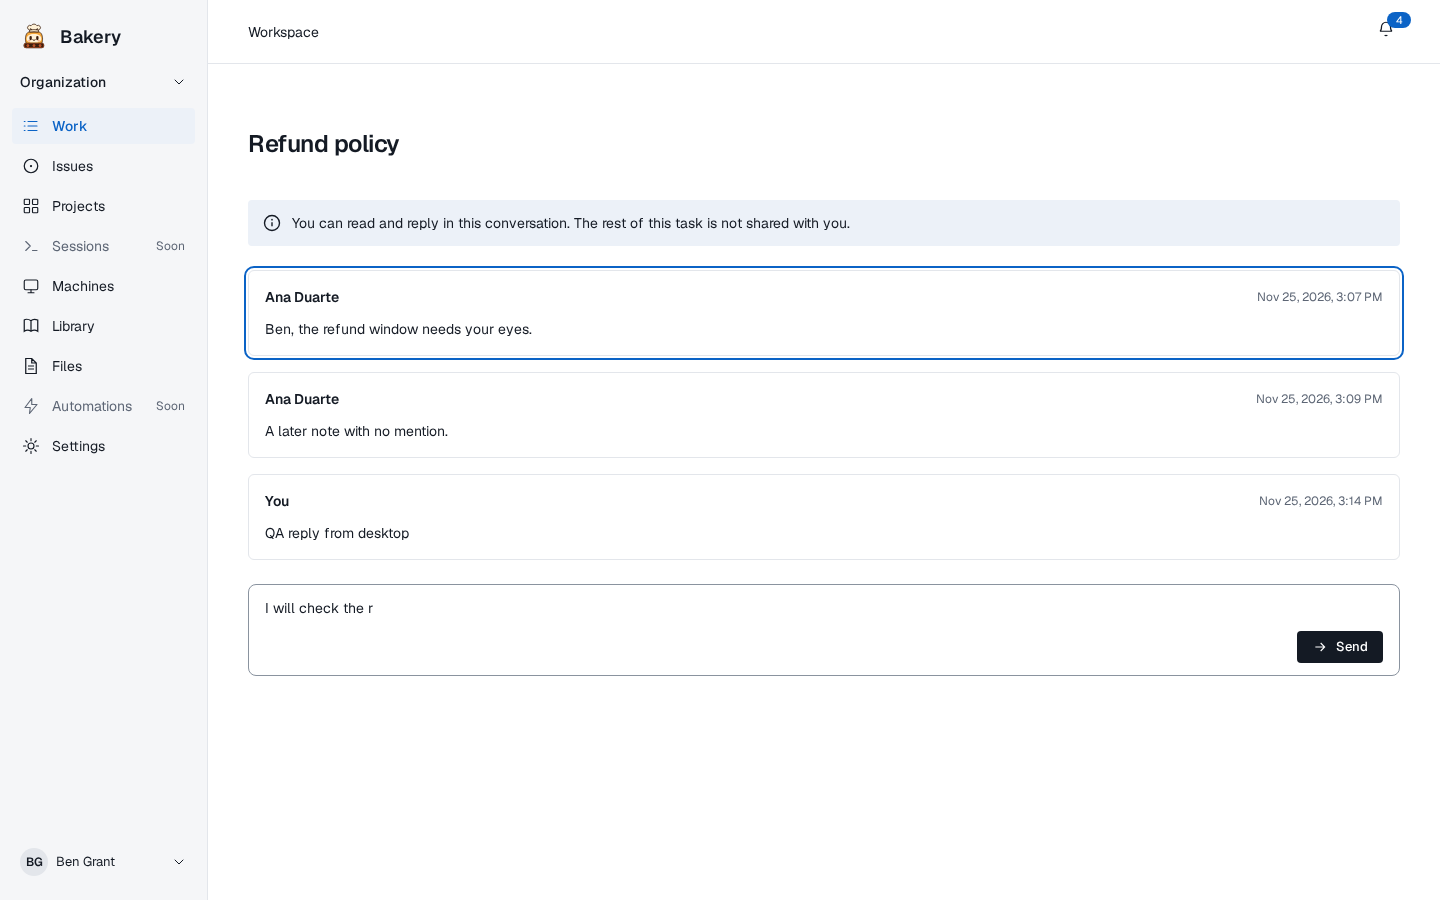 Bakery
Organization
Work
Issues
Projects
Sessions Soon
Machines
Library
Files
Automations Soon
Settings
BG Ben Grant
Workspace
4
Refund policy
You can read and reply in this conversation. The rest of this task is not shared with you.
Ana Duarte Nov 25, 2026, 3:07 PM
Ben, the refund window needs your eyes.
Ana Duarte Nov 25, 2026, 3:09 PM
A later note with no mention.
You Nov 25, 2026, 3:14 PM
QA reply from desktop
I will check the r
Send